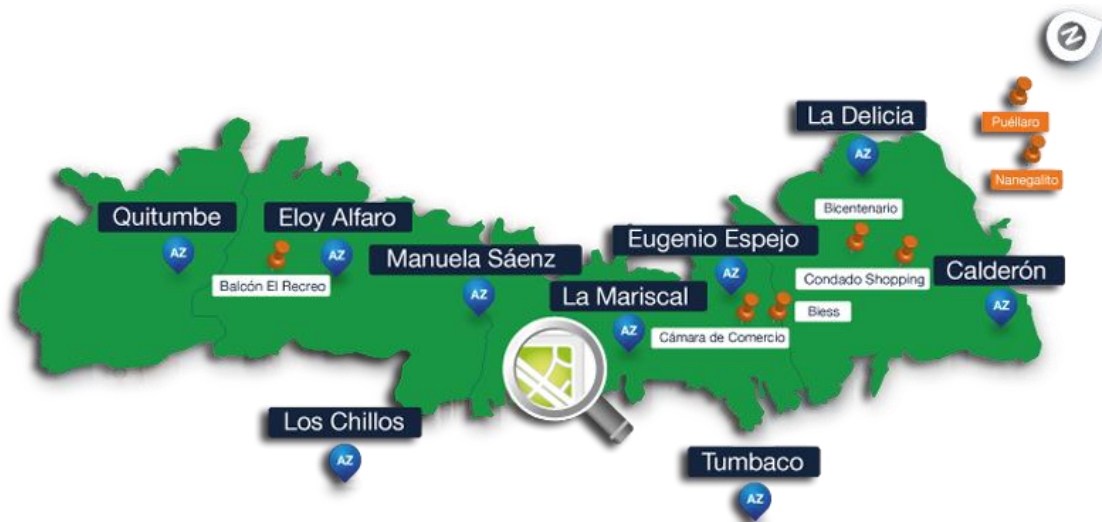 N
Puéllaro
La Delicia
AZ
Nanegalito
Quitumbe
AZ
Eloy Alfaro
AZ
Balcón El Recreo
Manuela Sáenz
AZ
La Mariscal
AZ
Eugenio Espejo
AZ
Bicentenario
Condado Shopping
Biess
Cámara de Comercio
Calderón
AZ
Los Chillos
AZ
Tumbaco
AZ